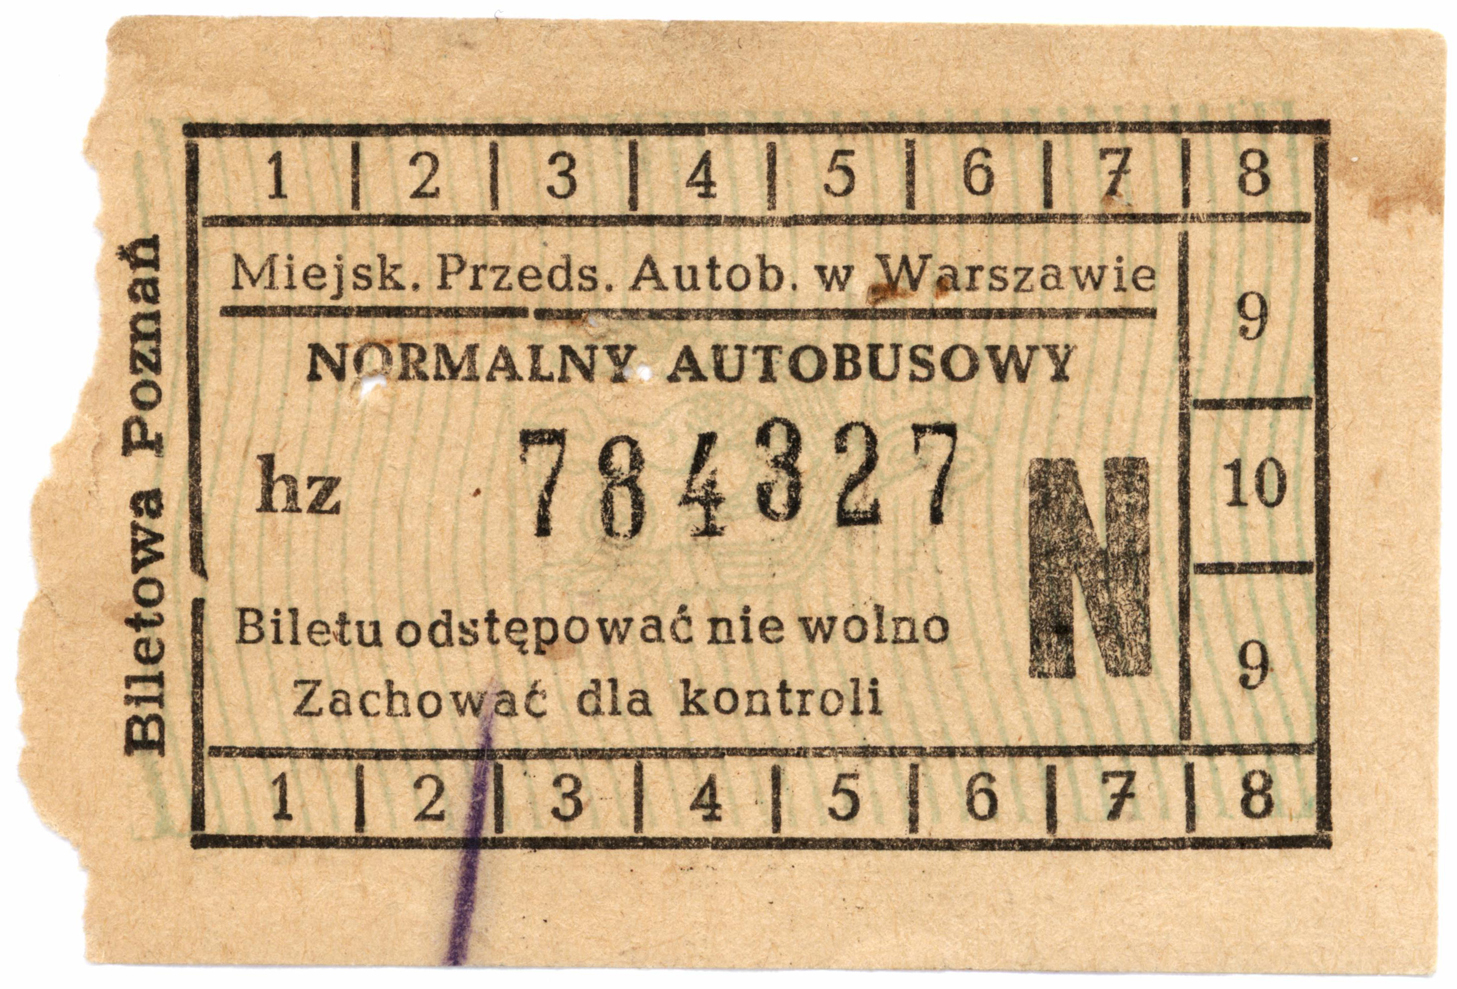 1 | 2 | 3 | 4 | 5 | 6 | 7 | 8
Miejsk. Przeds. Autob. w Warszawie
9
NORMALNY AUTOBUSOWY
hz 784327
N
10
Biletu odstępować nie wolno
9
Zachować dla kontroli
1 | 2 | 3 | 4 | 5 | 6 | 7 | 8
Biletowa Poznań